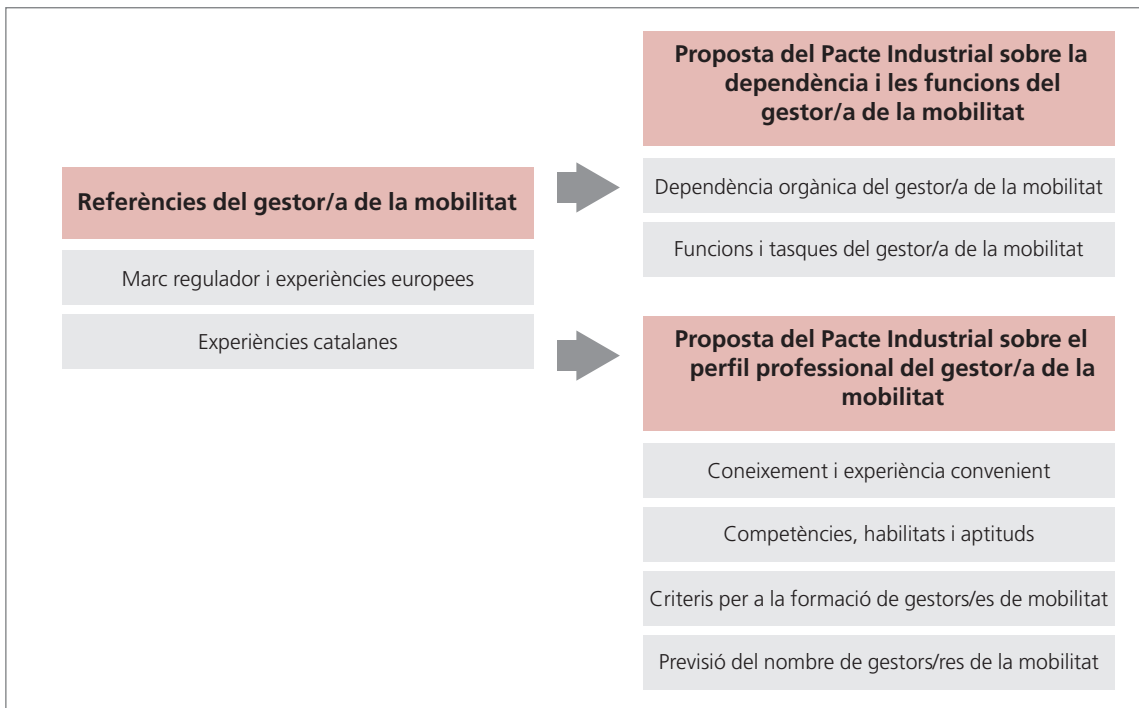 Referències del gestor/a de la mobilitat
Marc regulador i experiències europees
Experiències catalanes
Proposta del Pacte Industrial sobre la
dependència i les funcions del
gestor/a de la mobilitat
Dependència orgànica del gestor/a de la mobilitat
Funcions i tasques del gestor/a de la mobilitat
Proposta del Pacte Industrial sobre el
perfil professional del gestor/a de la
mobilitat
Coneixement i experiència convenient
Competències, habilitats i aptituds
Criteris per a la formació de gestors/es de mobilitat
Previsió del nombre de gestors/res de la mobilitat